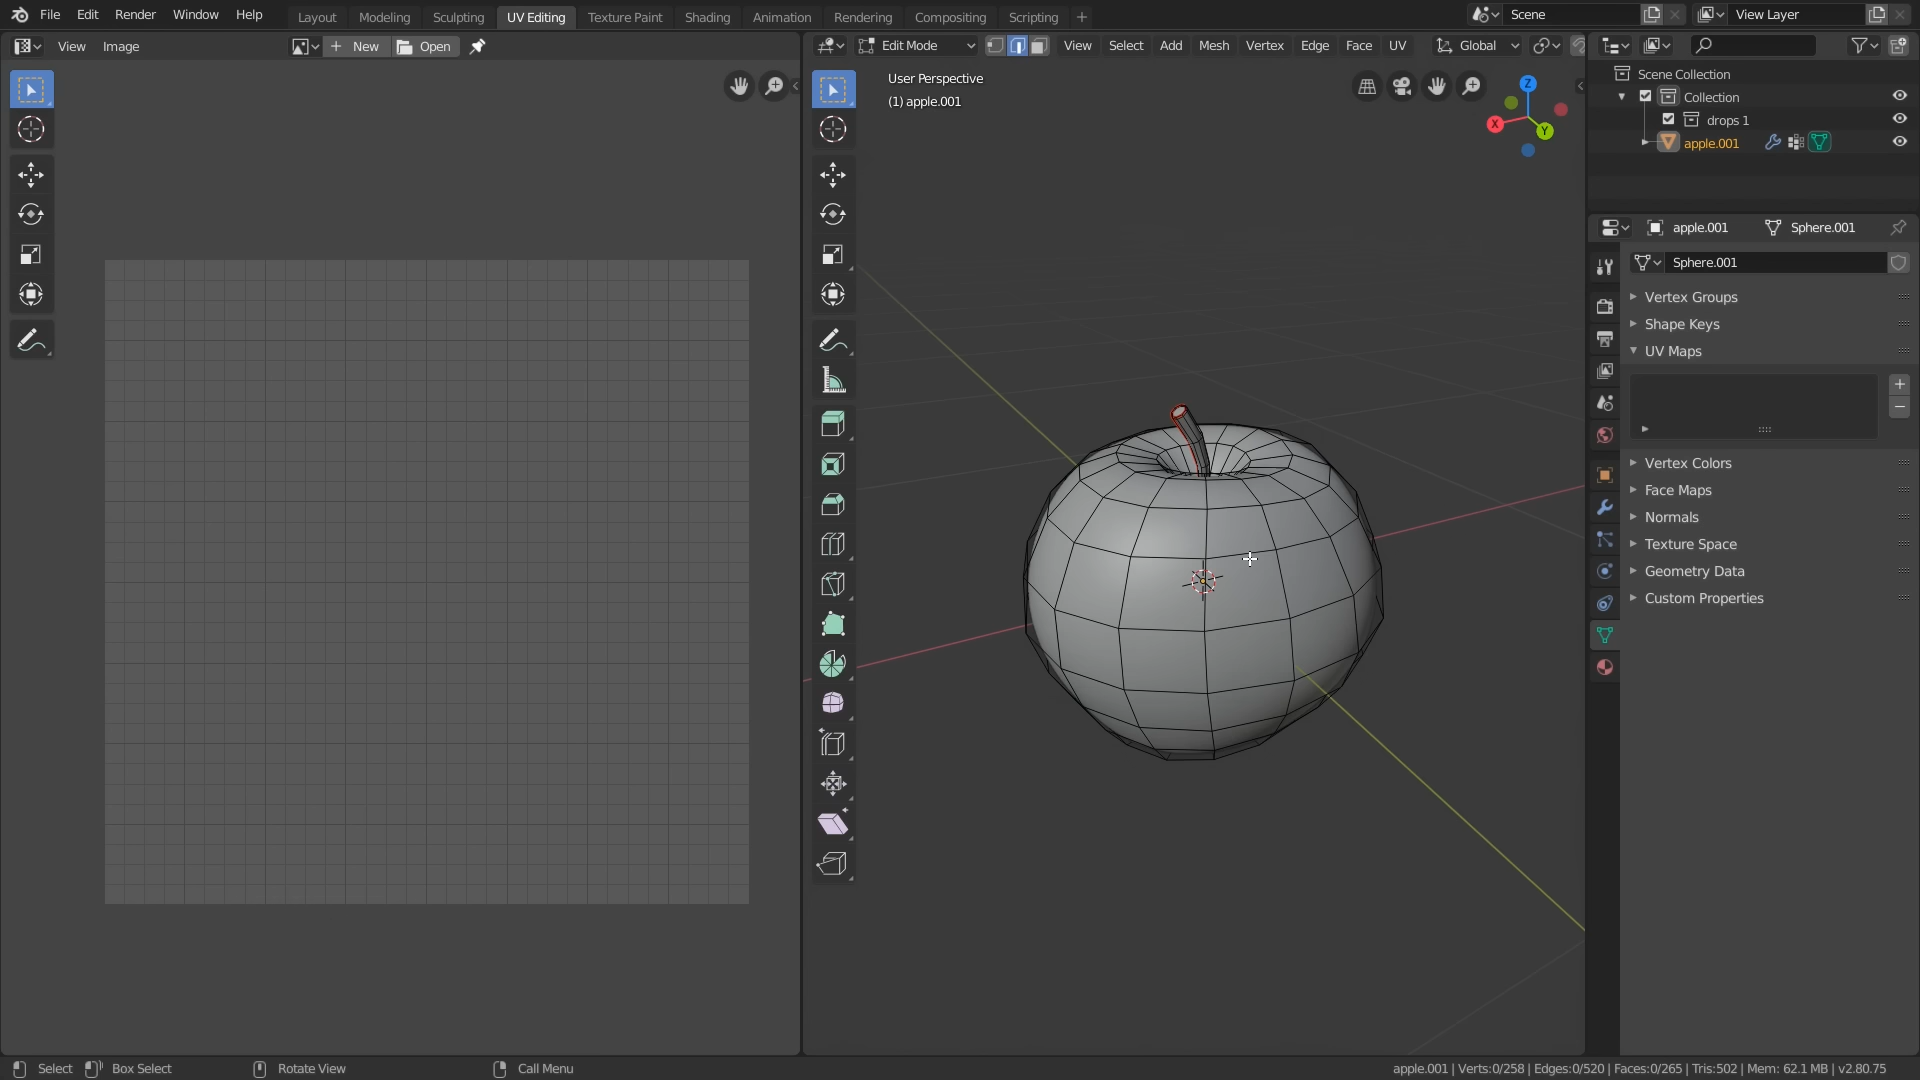 File Edit Render Window Help Layout Modeling Sculpting UV Editing Texture Paint Shading Animation Rendering Compositing Scripting + Scene View Layer
View Image + New Open Edit Mode View Select Add Mesh Vertex Edge Face UV Global
User Perspective
(1) apple.001
Z
X
Y
Scene Collection
Collection
drops 1
apple.001
apple.001 Sphere.001
Sphere.001
Vertex Groups
Shape Keys
UV Maps
Vertex Colors
Face Maps
Normals
Texture Space
Geometry Data
Custom Properties
Select Box Select Rotate View Call Menu apple.001 | Verts:0/258 | Edges:0/520 | Faces:0/265 | Tris:502 | Mem: 62.1 MB | v2.80.75